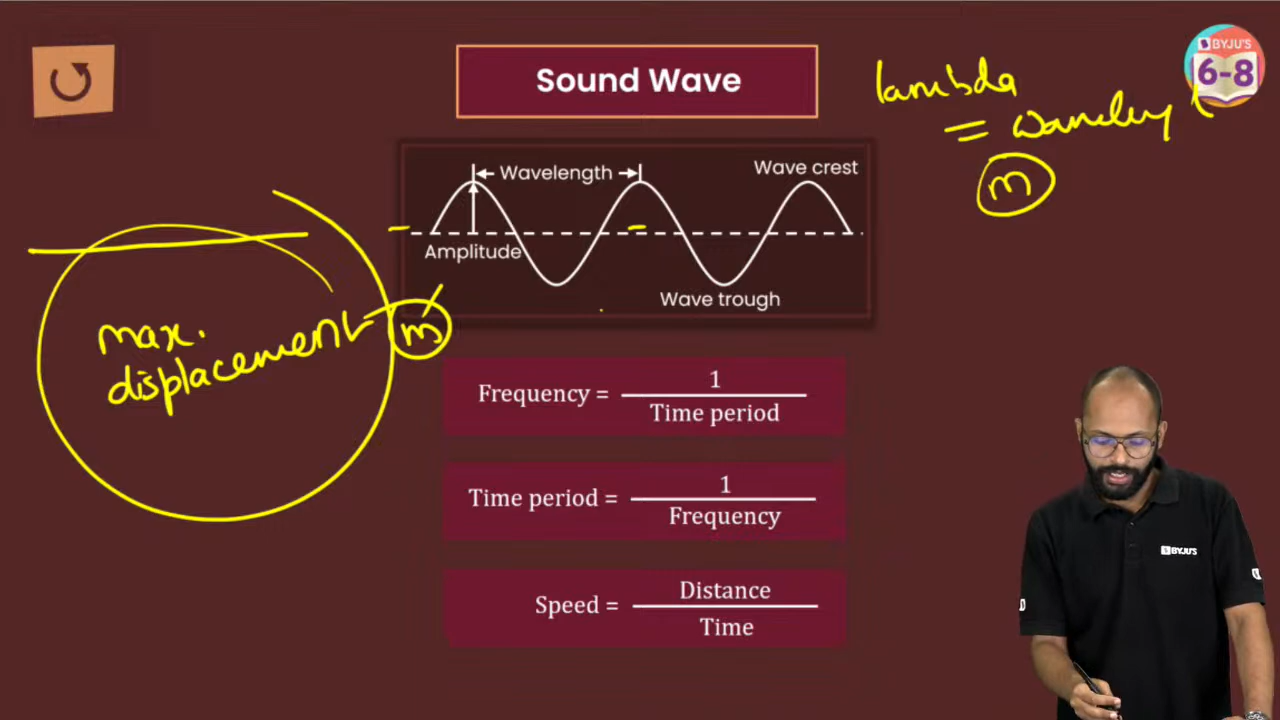 Sound Wave
BYJU'S
6-8
lambda
=
m
Wavelength
Wave crest
Amplitude
Wave trough
max.
displacement
m
Frequency = 1
Time period
Time period = 1
Frequency
Speed = Distance
Time
BYJU'S